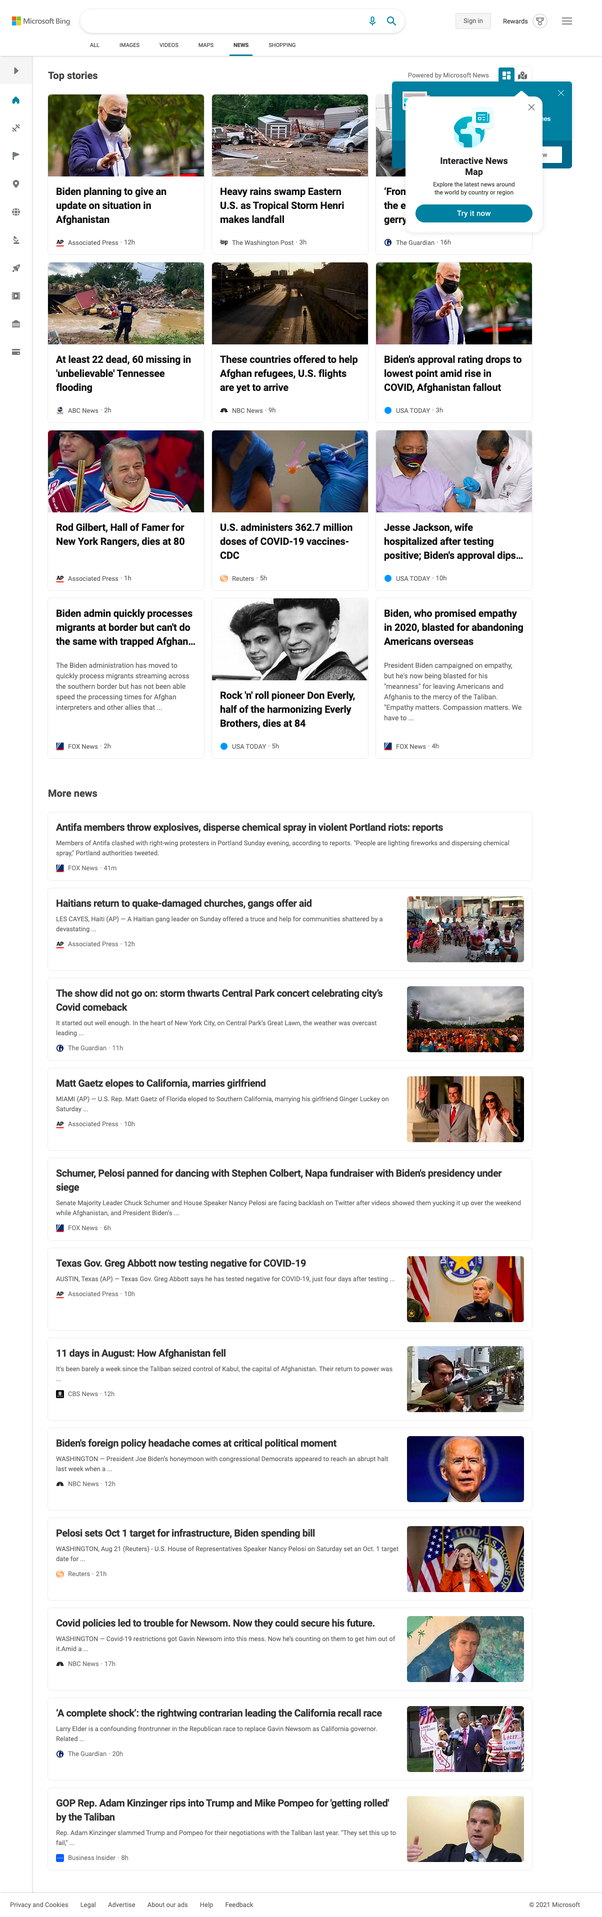 Microsoft Bing
Sign in
Rewards
ALL
IMAGES
VIDEOS
MAPS
NEWS
SHOPPING
Top stories
Powered by Microsoft News
Interactive News
Map
Explore the latest news around
the world by country or region
Try it now
Biden planning to give an
update on situation in
Afghanistan
Associated Press · 12h
Heavy rains swamp Eastern
U.S. as Tropical Storm Henri
makes landfall
The Washington Post · 3h
'Fron
the e
gerry
The Guardian · 16h
At least 22 dead, 60 missing in
'unbelievable' Tennessee
flooding
ABC News · 2h
These countries offered to help
Afghan refugees, U.S. flights
are yet to arrive
NBC News · 9h
Biden's approval rating drops to
lowest point amid rise in
COVID, Afghanistan fallout
USA TODAY · 3h
Rod Gilbert, Hall of Famer for
New York Rangers, dies at 80
Associated Press · 1h
U.S. administers 362.7 million
doses of COVID-19 vaccines-
CDC
Reuters · 5h
Jesse Jackson, wife
hospitalized after testing
positive; Biden's approval dips...
USA TODAY · 10h
Biden admin quickly processes
migrants at border but can't do
the same with trapped Afghan...
The Biden administration has moved to
quickly process migrants streaming across
the southern border but has not been able
speed the processing times for Afghan
interpreters and other allies that ...
FOX News · 2h
Rock 'n' roll pioneer Don Everly,
half of the harmonizing Everly
Brothers, dies at 84
USA TODAY · 5h
Biden, who promised empathy
in 2020, blasted for abandoning
Americans overseas
President Biden campaigned on empathy,
but he's now being blasted for his
"meanness" for leaving Americans and
Afghans to the mercy of the Taliban.
"Empathy matters. Compassion matters. We
have to ...
FOX News · 4h
More news
Antifa members throw explosives, disperse chemical spray in violent Portland riots: reports
Members of Antifa clashed with right-wing protesters in Portland Sunday evening, according to reports. "People are lighting fireworks and dispersing chemical
spray," Portland authorities tweeted.
FOX News · 41m
Haitians return to quake-damaged churches, gangs offer aid
LES CAYES, Haiti (AP) — A Haitian gang leader on Sunday offered a truce and help for communities shattered by a
devastating ...
Associated Press · 12h
The show did not go on: storm thwarts Central Park concert celebrating city's
Covid comeback
It started out well enough. In the heart of New York City, on Central Park's Great Lawn, the weather was overcast
leading ...
The Guardian · 11h
Matt Gaetz elopes to California, marries girlfriend
MIAMI (AP) — U.S. Rep. Matt Gaetz of Florida eloped to Southern California, marrying his girlfriend Ginger Luckey on
Saturday ...
Associated Press · 10h
Schumer, Pelosi panned for dancing with Stephen Colbert, Napa fundraiser with Biden's presidency under
siege
Senate Majority Leader Chuck Schumer and House Speaker Nancy Pelosi are facing backlash on Twitter after videos showed them yucking it up over the weekend
while Afghanistan, and President Biden's ...
FOX News · 6h
Texas Gov. Greg Abbott now testing negative for COVID-19
AUSTIN, Texas (AP) — Texas Gov. Greg Abbott says he has tested negative for COVID-19, just four days after testing ...
Associated Press · 10h
11 days in August: How Afghanistan fell
It's been barely a week since the Taliban seized control of Kabul, the capital of Afghanistan. Their return to power was
...
CBS News · 12h
Biden's foreign policy headache comes at critical political moment
WASHINGTON — President Joe Biden's honeymoon with congressional Democrats appeared to reach an abrupt halt
last week when a ...
NBC News · 12h
Pelosi sets Oct 1 target for infrastructure, Biden spending bill
WASHINGTON, Aug 21 (Reuters) - U.S. House of Representatives Speaker Nancy Pelosi on Saturday set an Oct. 1 target
date for ...
Reuters · 21h
Covid policies led to trouble for Newsom. Now they could secure his future.
WASHINGTON — Covid-19 restrictions got Gavin Newsom into this mess. Now he's counting on them to get him out of
it.Amid a ...
NBC News · 17h
'A complete shock': the rightwing contrarian leading the California recall race
Larry Elder is a confounding frontrunner in the Republican race to replace Gavin Newsom as California governor.
Related ...
The Guardian · 20h
GOP Rep. Adam Kinzinger rips into Trump and Mike Pompeo for 'getting rolled'
by the Taliban
Rep. Adam Kinzinger slammed Trump and Pompeo for their negotiations with the Taliban last year. "They set this up to
fail," ...
Business Insider · 8h
Privacy and Cookies
Legal
Advertise
About our ads
Help
Feedback
© 2021 Microsoft